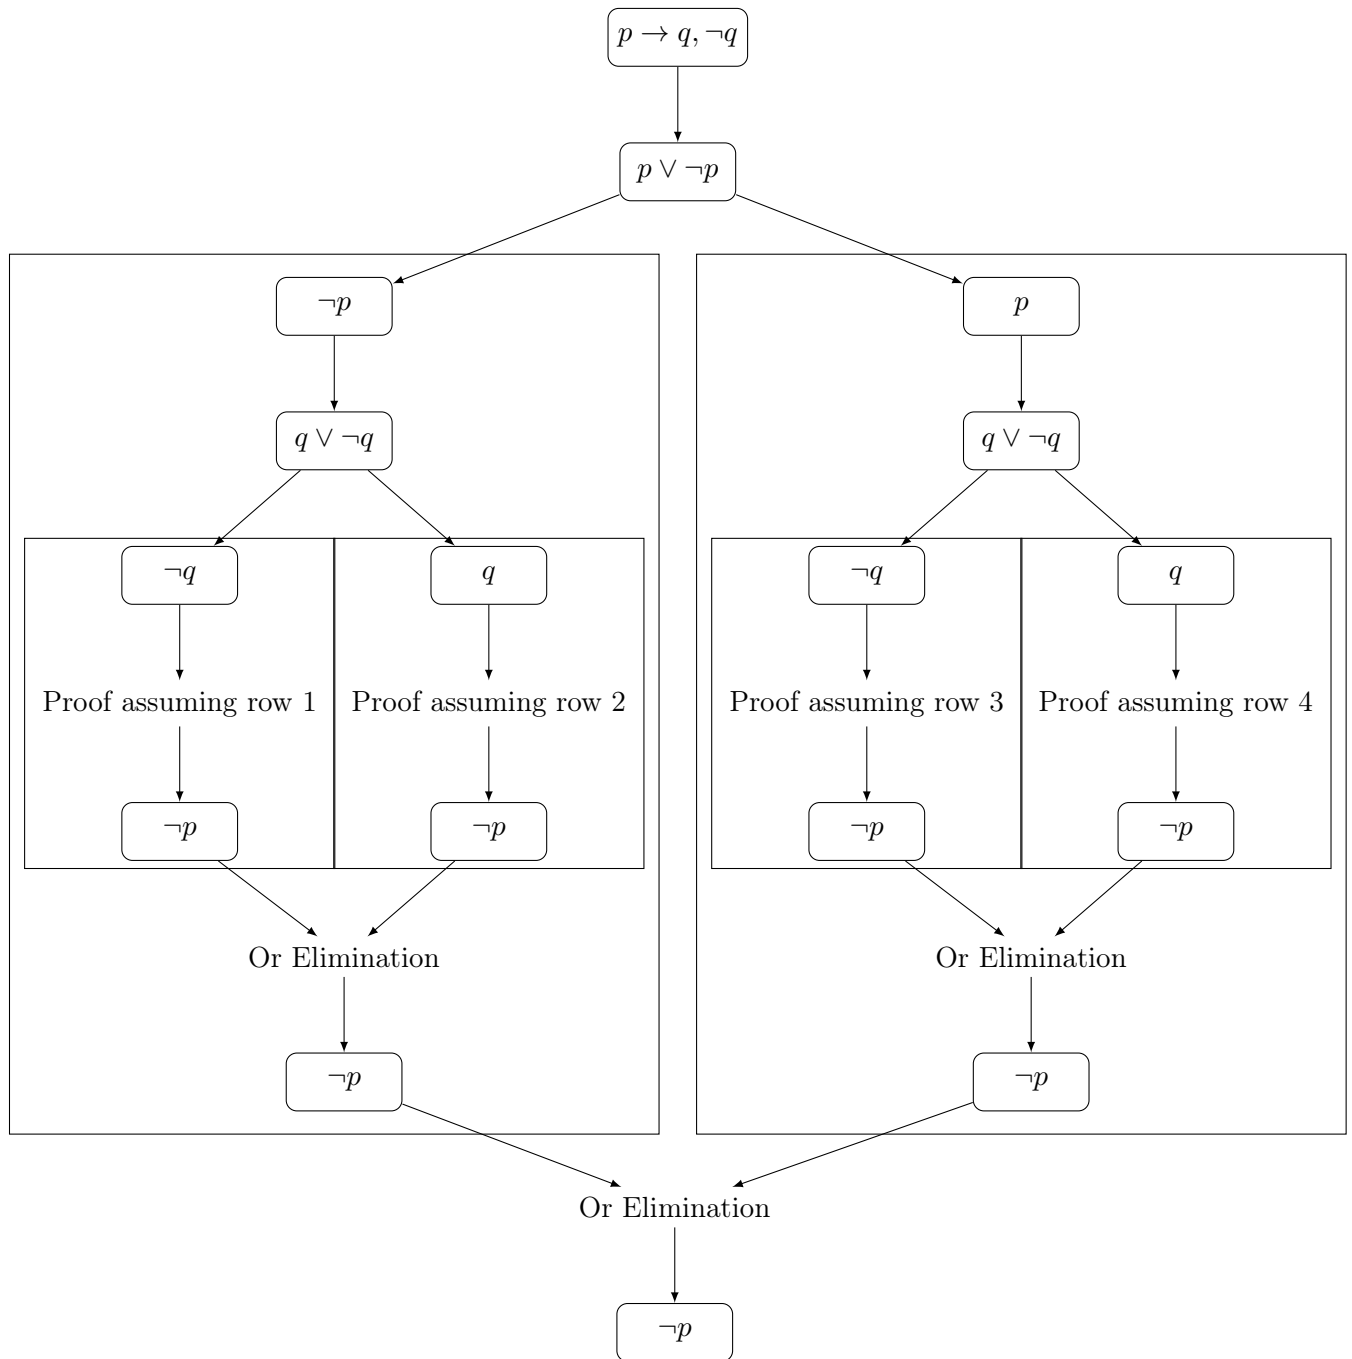 p → q, ¬q
p ∨ ¬p
¬p
p
q ∨ ¬q
q ∨ ¬q
¬q
q
¬q
q
Proof assuming row 1
Proof assuming row 2
Proof assuming row 3
Proof assuming row 4
¬p
¬p
¬p
¬p
Or Elimination
Or Elimination
¬p
¬p
Or Elimination
¬p